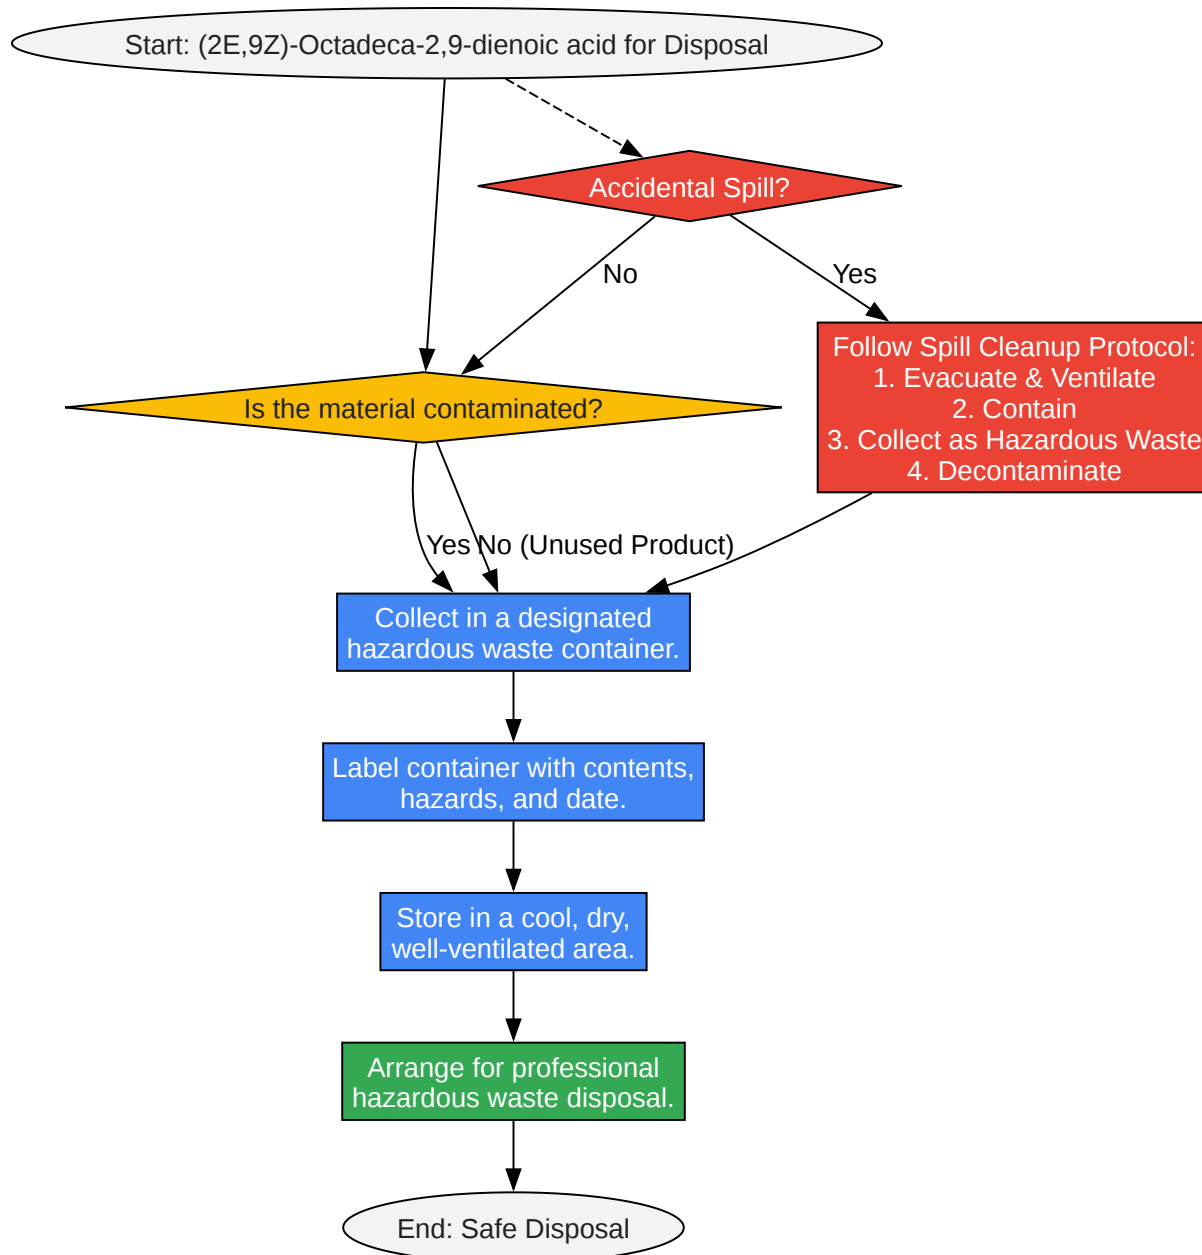 Start: (2E,9Z)-Octadeca-2,9-dienoic acid for Disposal
Accidental Spill?
No
Yes
Follow Spill Cleanup Protocol:
1. Evacuate & Ventilate
2. Contain
3. Collect as Hazardous Waste
4. Decontaminate
Is the material contaminated?
Yes
No (Unused Product)
Collect in a designated
hazardous waste container.
Label container with contents,
hazards, and date.
Store in a cool, dry,
well-ventilated area.
Arrange for professional
hazardous waste disposal.
End: Safe Disposal